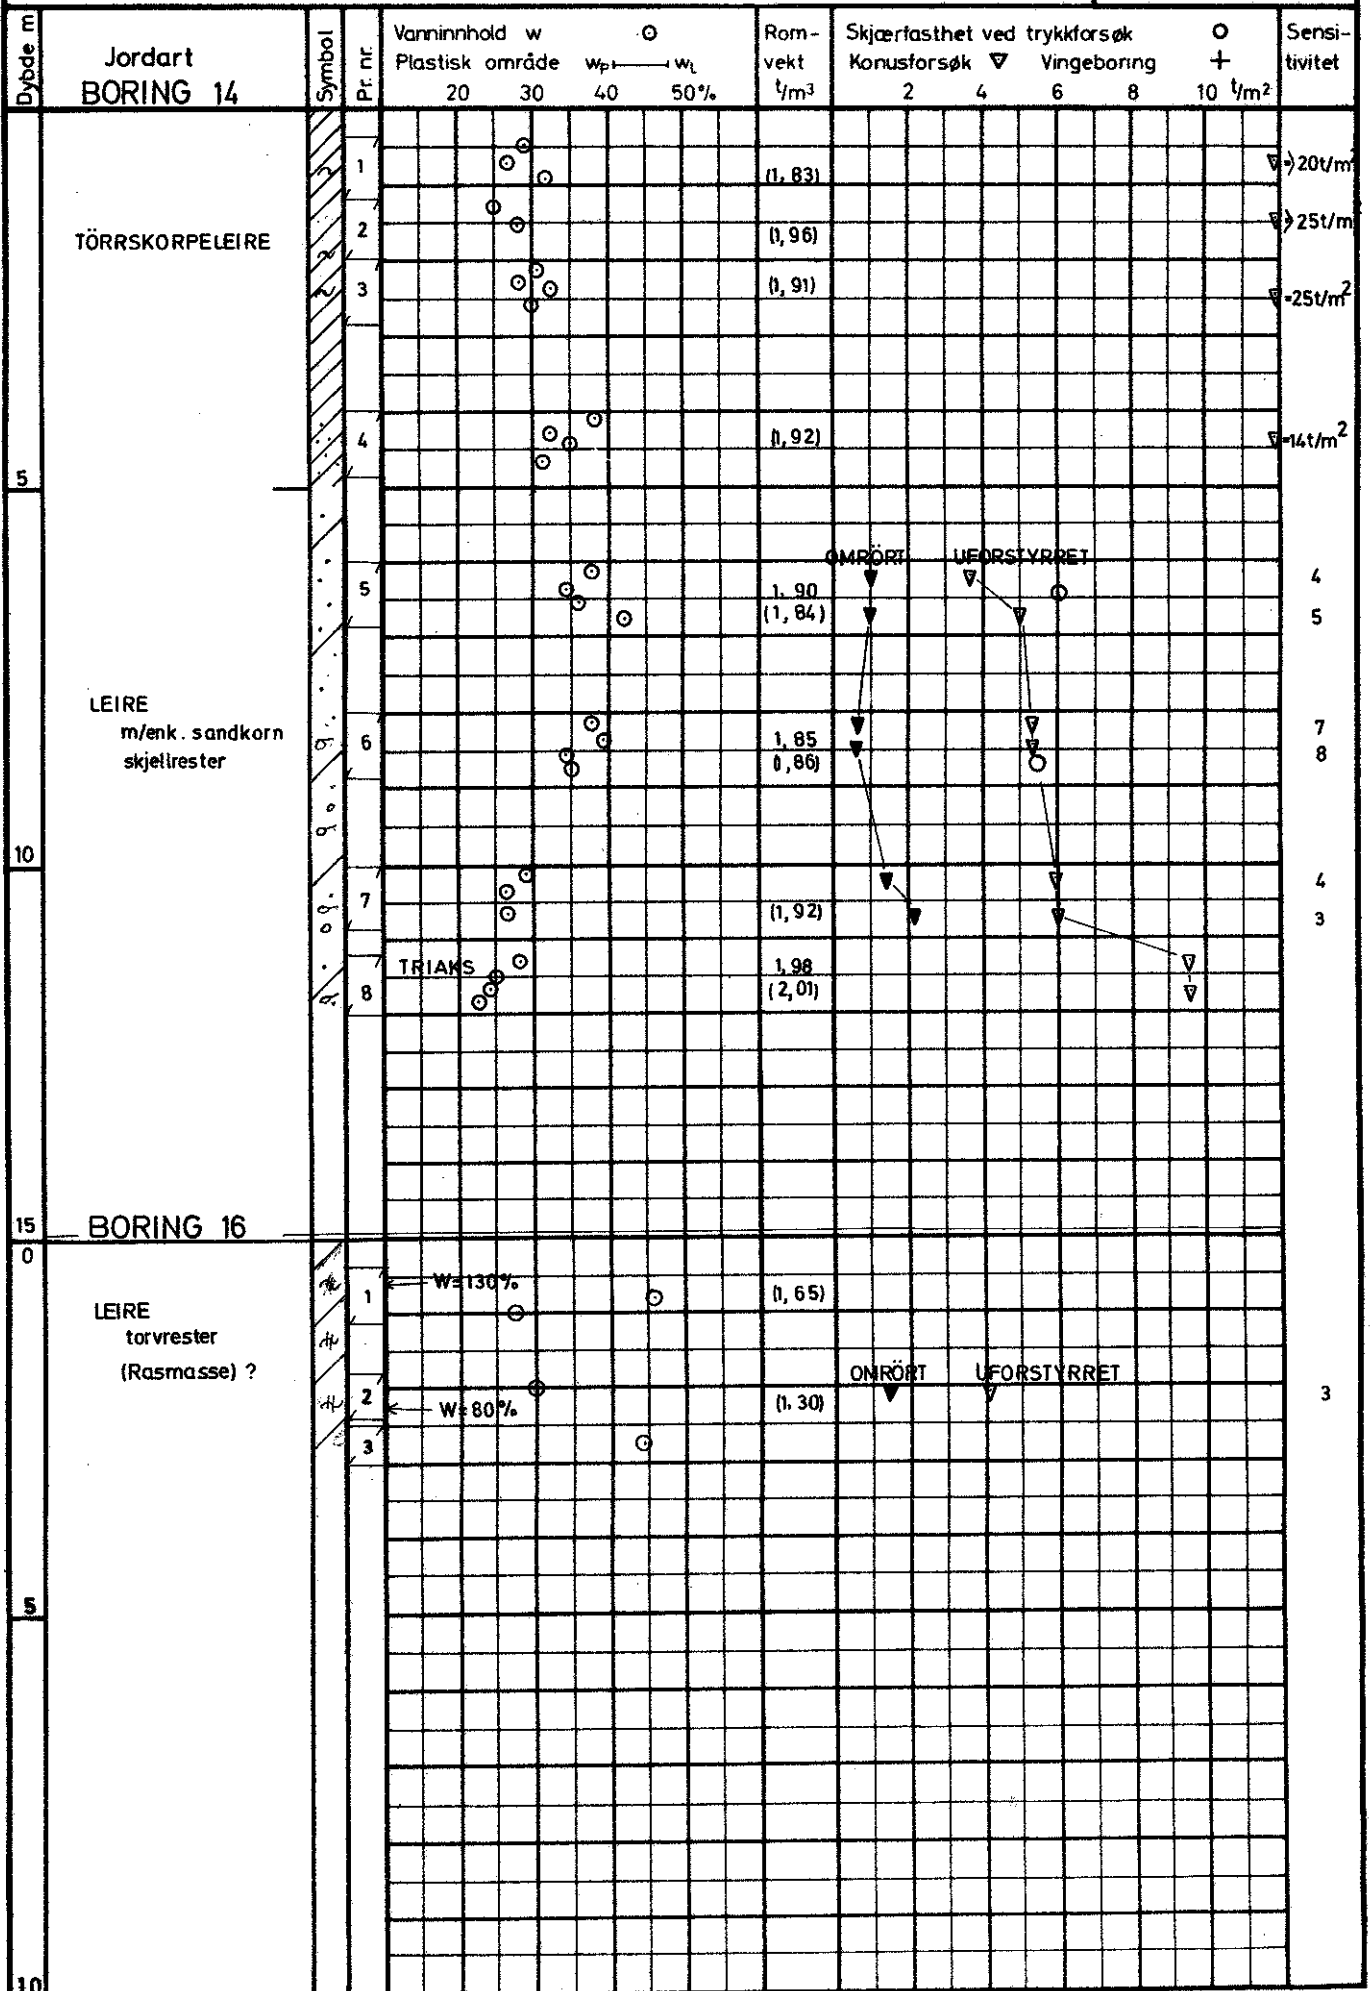 Dybde m
Jordart
BORING 14
Symbol
Pr. nr.
Vanninnhold w
Plastisk område wp wL
20 30 40 50%
Rom-
vekt
t/m³
Skjærfasthet ved trykkforsøk
Konusforsøk Vingeboring +
2 4 6 8 10 t/m²
Sensi-
tivitet
1 (1,83) =>20t/m²
TÖRRSKORPELEIRE
2 (1,96) >25t/m
3 (1,91) =25t/m²
4 (1,92) =14t/m²
5
OMRÖRT UFORSTYRRET
5 1,90 4
(1,84) 5
LEIRE
m/enk. sandkorn
skjellrester
6 1,85 7
(1,86) 8
10
7 4
(1,92) 3
TRIAKS 1,98
8 (2,01)
15 BORING 16
0
1 W=130% (1,65)
LEIRE
torvrester
(Rasmasse) ?
OMRÖRT UFORSTYRRET
2 W=80% (1.30) 3
3
5
10